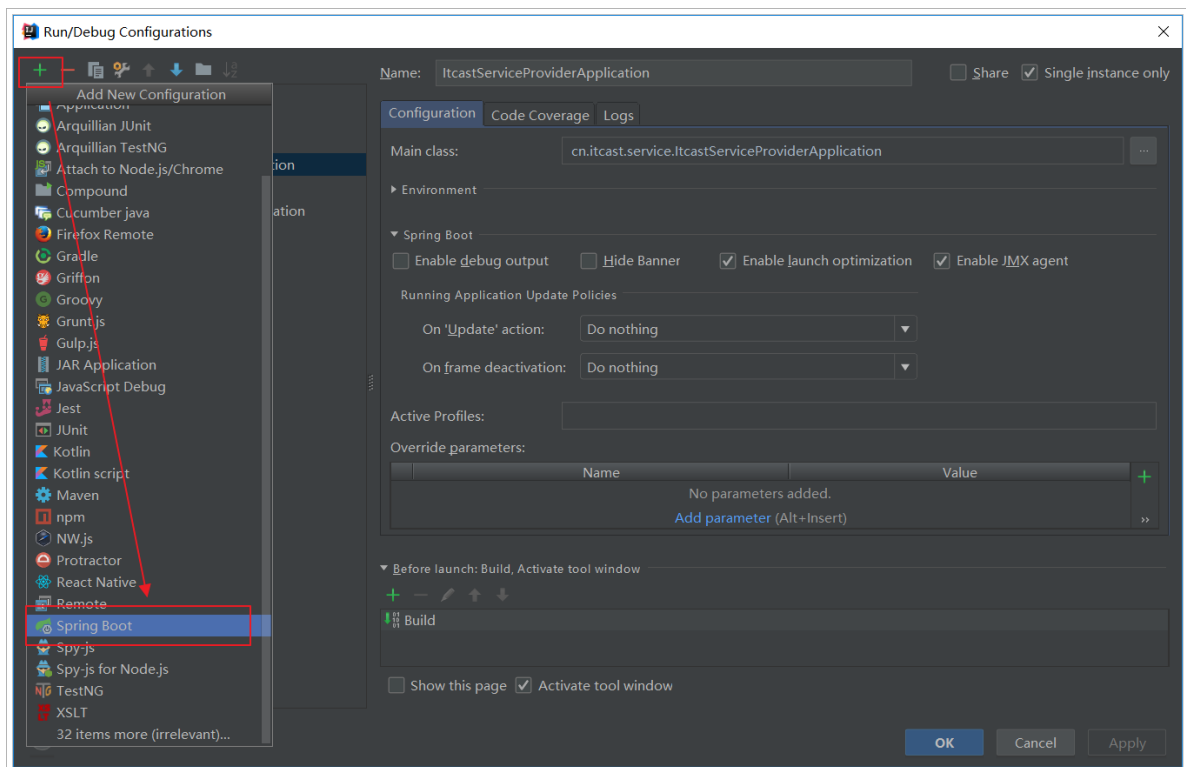 Run/Debug Configurations
Add New Configuration
Application
Arquillian JUnit
Arquillian TestNG
Attach to Node.js/Chrome
Compound
Cucumber java
Firefox Remote
Gradle
Griffon
Groovy
Grunt.js
Gulp.js
JAR Application
JavaScript Debug
Jest
JUnit
Kotlin
Kotlin script
Maven
npm
NW.js
Protractor
React Native
Remote
Spring Boot
Spy-js
Spy-js for Node.js
TestNG
XSLT
32 items more (irrelevant)...
tion
ation
Name: ItcastServiceProviderApplication Share Single instance only
Configuration Code Coverage Logs
Main class: cn.itcast.service.ItcastServiceProviderApplication ...
Environment
Spring Boot
Enable debug output Hide Banner Enable launch optimization Enable JMX agent
Running Application Update Policies
On 'Update' action: Do nothing
On frame deactivation: Do nothing
Active Profiles:
Override parameters:
Name Value
No parameters added.
Add parameter (Alt+Insert)
Before launch: Build, Activate tool window
Build
Show this page Activate tool window
OK Cancel Apply